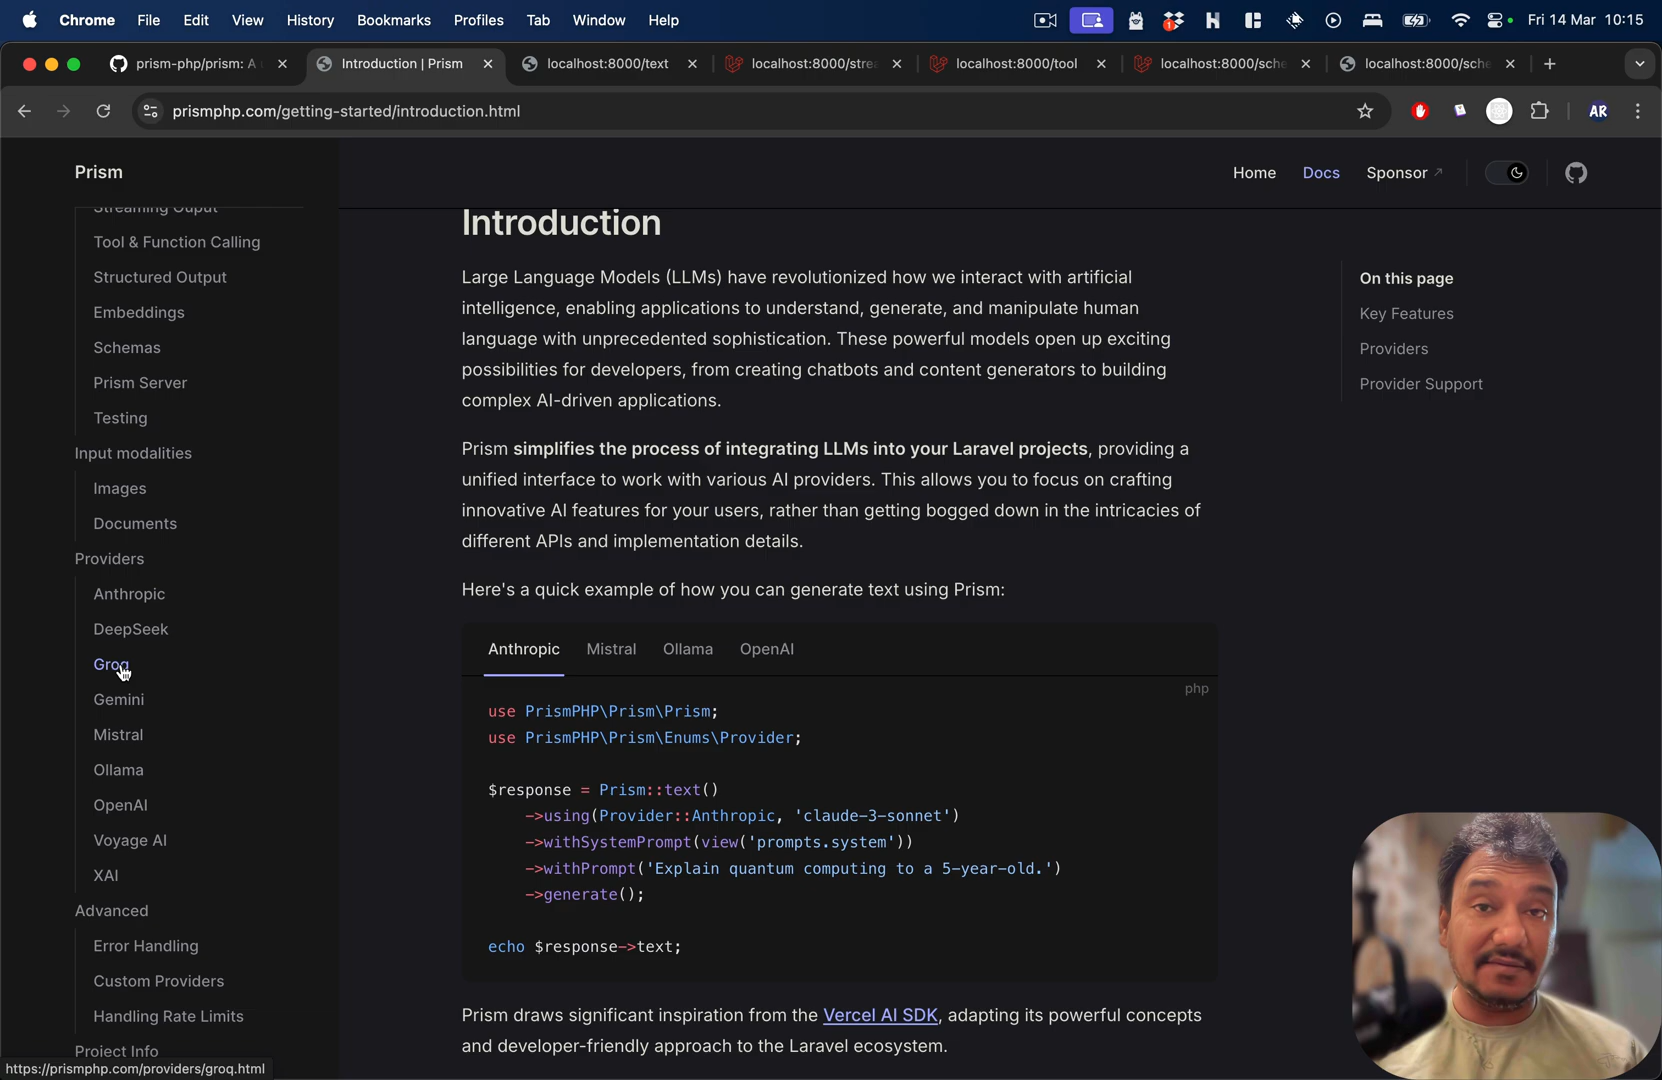 Chrome File Edit View History Bookmarks Profiles Tab Window Help Fri 14 Mar 10:15
prism-php/prism: A Introduction | Prism localhost:8000/text localhost:8000/strea localhost:8000/tool localhost:8000/sche localhost:8000/sche
prismphp.com/getting-started/introduction.html
AR
Prism
Home Docs Sponsor
Streaming Ouput
Tool & Function Calling
Structured Output
Embeddings
Schemas
Prism Server
Testing
Input modalities
Images
Documents
Providers
Anthropic
DeepSeek
Groq
Gemini
Mistral
Ollama
OpenAI
Voyage AI
XAI
Advanced
Error Handling
Custom Providers
Handling Rate Limits
Project Info
https://prismphp.com/providers/groq.html
Introduction
Large Language Models (LLMs) have revolutionized how we interact with artificial
intelligence, enabling applications to understand, generate, and manipulate human
language with unprecedented sophistication. These powerful models open up exciting
possibilities for developers, from creating chatbots and content generators to building
complex AI-driven applications.
Prism simplifies the process of integrating LLMs into your Laravel projects, providing a
unified interface to work with various AI providers. This allows you to focus on crafting
innovative AI features for your users, rather than getting bogged down in the intricacies of
different APIs and implementation details.
Here's a quick example of how you can generate text using Prism:
Anthropic Mistral Ollama OpenAI
php
use PrismPHP\Prism\Prism;
use PrismPHP\Prism\Enums\Provider;
$response = Prism::text()
->using(Provider::Anthropic, 'claude-3-sonnet')
->withSystemPrompt(view('prompts.system'))
->withPrompt('Explain quantum computing to a 5-year-old.')
->generate();
echo $response->text;
Prism draws significant inspiration from the Vercel AI SDK, adapting its powerful concepts
and developer-friendly approach to the Laravel ecosystem.
On this page
Key Features
Providers
Provider Support